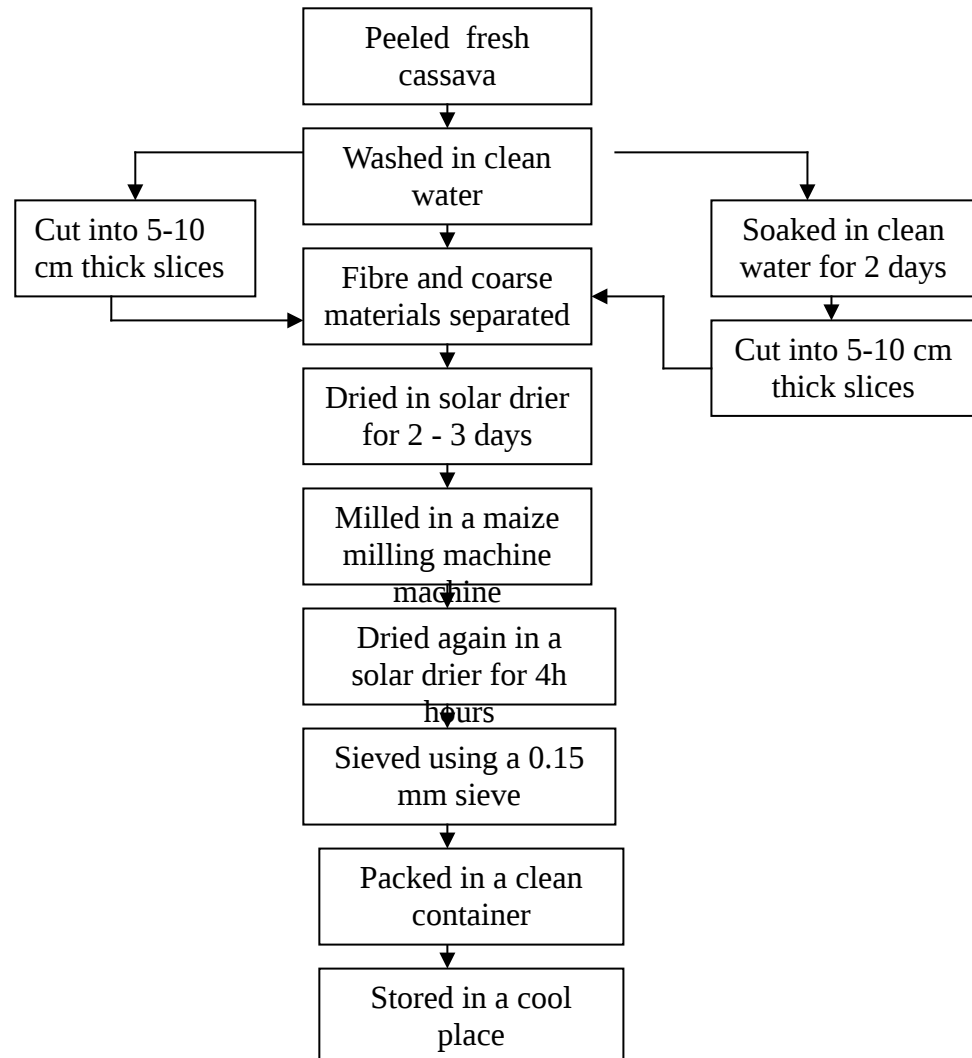 Peeled fresh
cassava
Washed in clean
water
Cut into 5-10
cm thick slices
Soaked in clean
water for 2 days
Fibre and coarse
materials separated
Cut into 5-10 cm
thick slices
Dried in solar drier
for 2 - 3 days
Milled in a maize
milling machine
machine
Dried again in a
solar drier for 4h
hours
Sieved using a 0.15
mm sieve
Packed in a clean
container
Stored in a cool
place